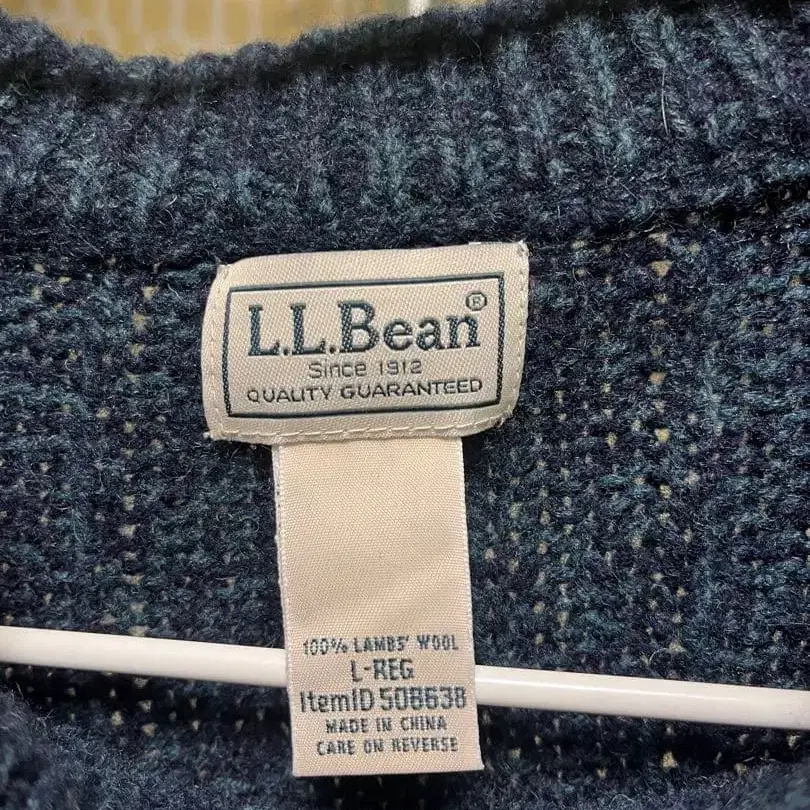 L.L.Bean®
Since 1912
QUALITY GUARANTEED
100% LAMBS' WOOL
L-REG
ItemID 508638
MADE IN CHINA
CARE ON REVERSE